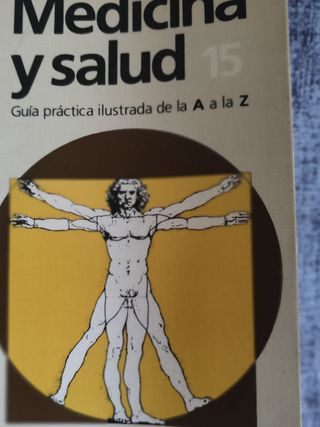 Medicina
y salud 15
Guía práctica ilustrada de la A a la Z